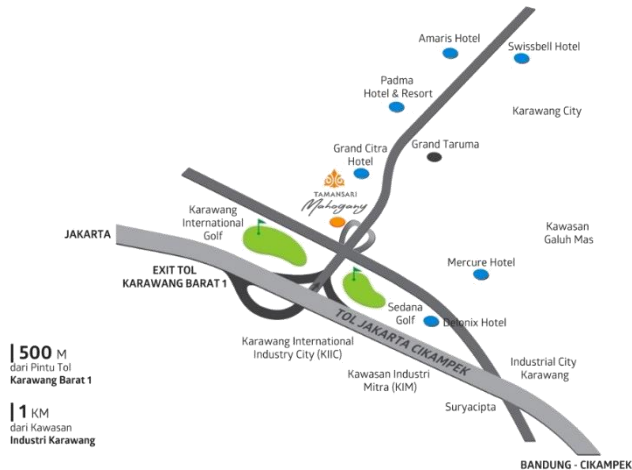 Amaris Hotel
Swissbell Hotel
Padma
Hotel & Resort
Karawang City
Grand Taruma
Grand Citra
Hotel
TAMANSARI
Mahogany
Karawang
International
Golf
JAKARTA
Kawasan
Galuh Mas
EXIT TOL
KARAWANG BARAT 1
Mercure Hotel
Sedana
Golf
Delonix Hotel
TOL JAKARTA CIKAMPEK
Karawang International
Industry City (KIIC)
| 500 M
dari Pintu Tol
Karawang Barat 1
Kawasan Industri
Mitra (KIM)
Industrial City
Karawang
Suryacipta
| 1 KM
dari Kawasan
Industri Karawang
BANDUNG - CIKAMPEK